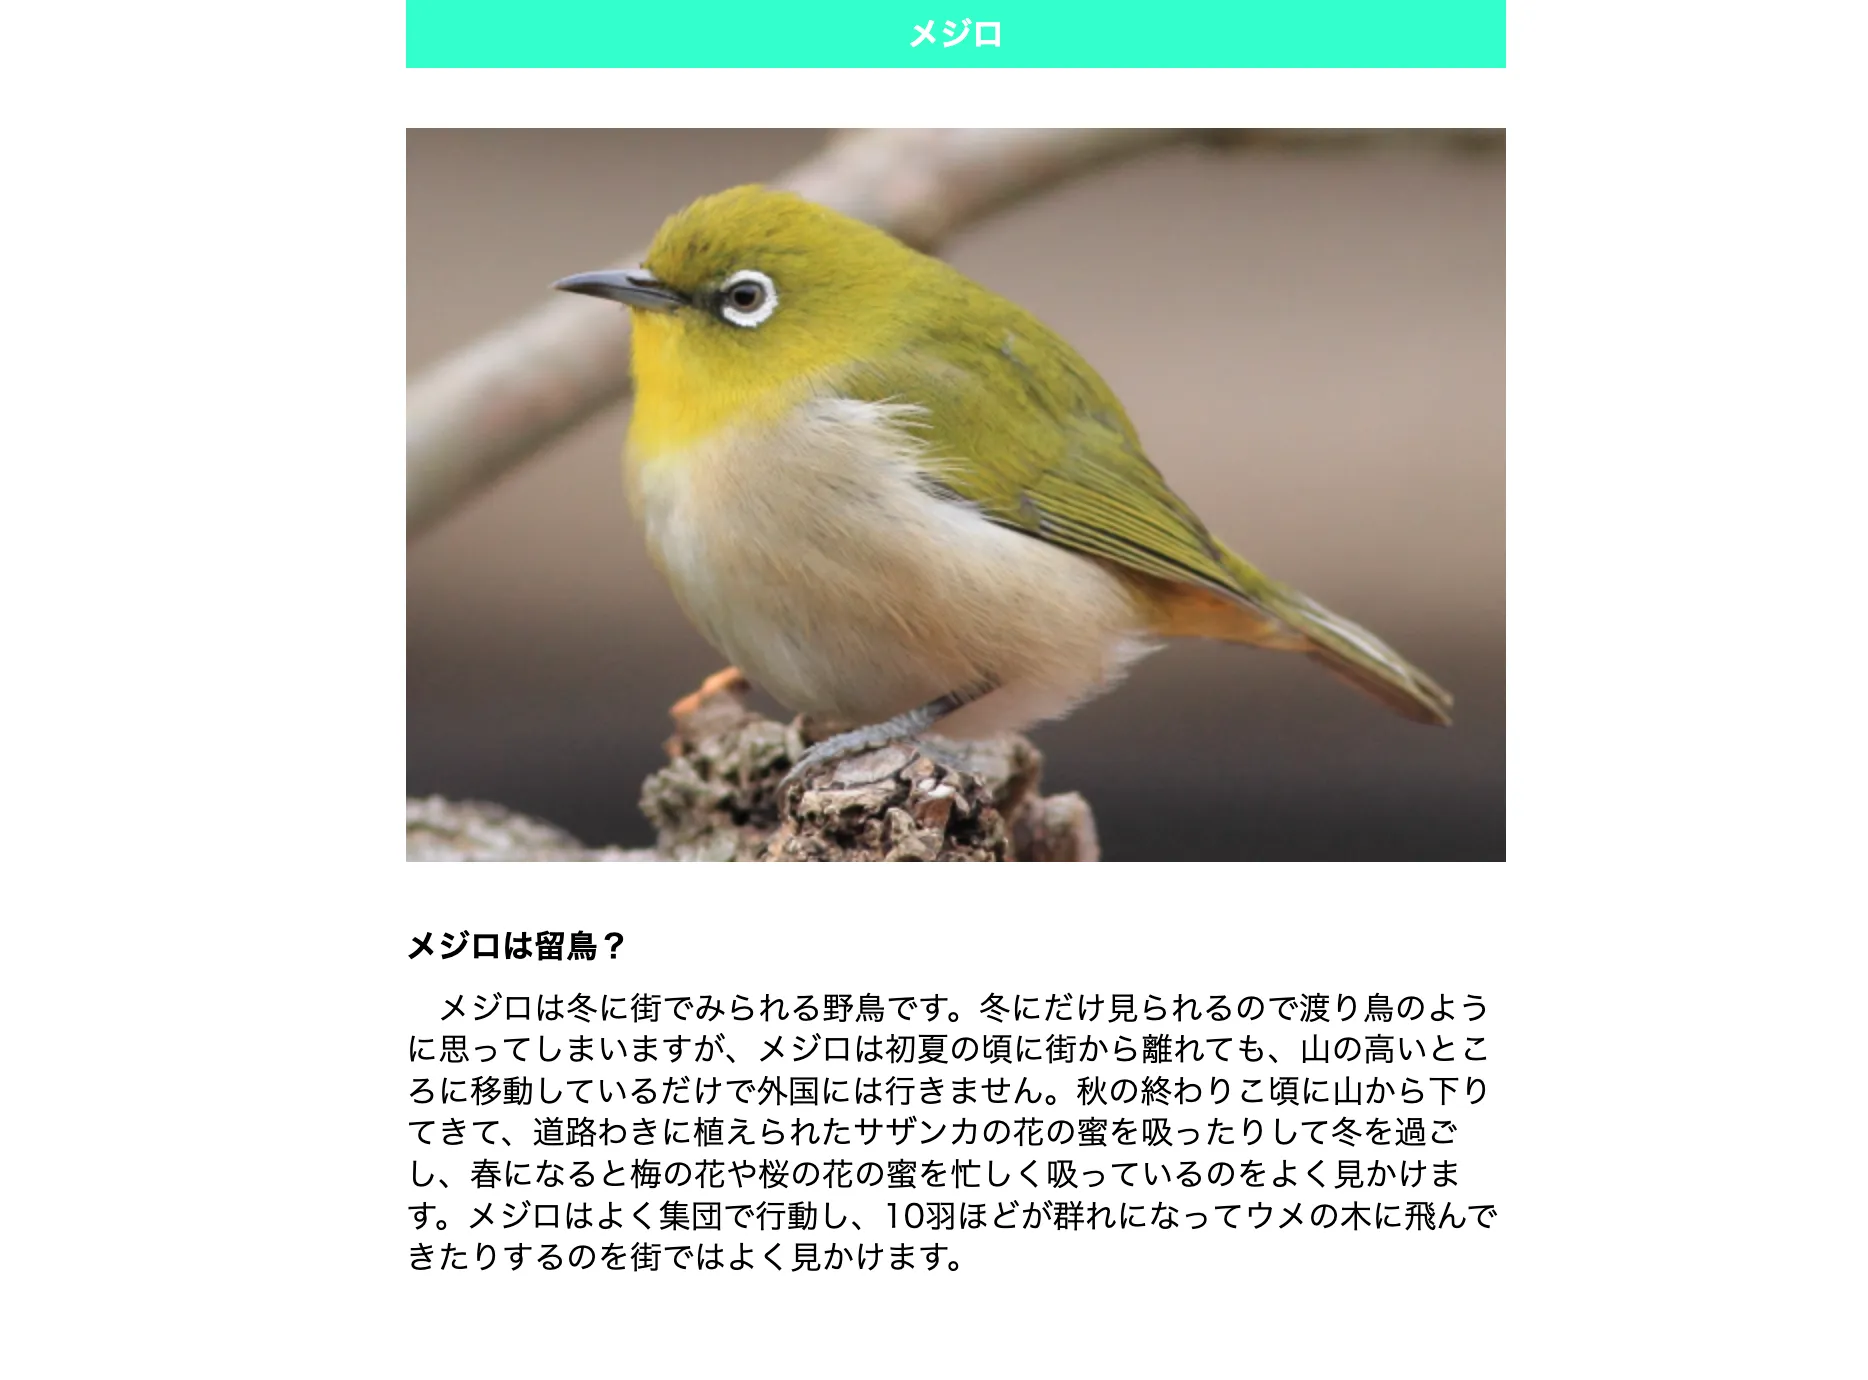 メジロ
メジロは留鳥？
　メジロは冬に街でみられる野鳥です。冬にだけ見られるので渡り鳥のよう
に思ってしまいますが、メジロは初夏の頃に街から離れても、山の高いとこ
ろに移動しているだけで外国には行きません。秋の終わりこ頃に山から下り
てきて、道路わきに植えられたサザンカの花の蜜を吸ったりして冬を過ご
し、春になると梅の花や桜の花の蜜を忙しく吸っているのをよく見かけま
す。メジロはよく集団で行動し、10羽ほどが群れになってウメの木に飛んで
きたりするのを街ではよく見かけます。